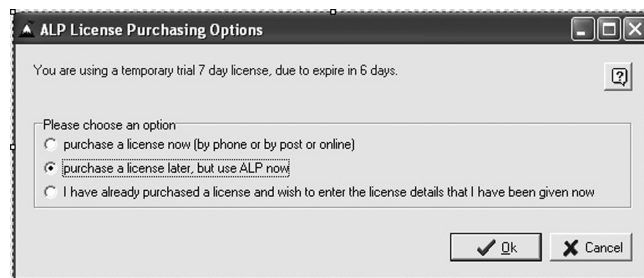 ALP License Purchasing Options
You are using a temporary trial 7 day license, due to expire in 6 days.
Please choose an option
purchase a license now (by phone or by post or online)
purchase a license later, but use ALP now
I have already purchased a license and wish to enter the license details that I have been given now
Ok Cancel